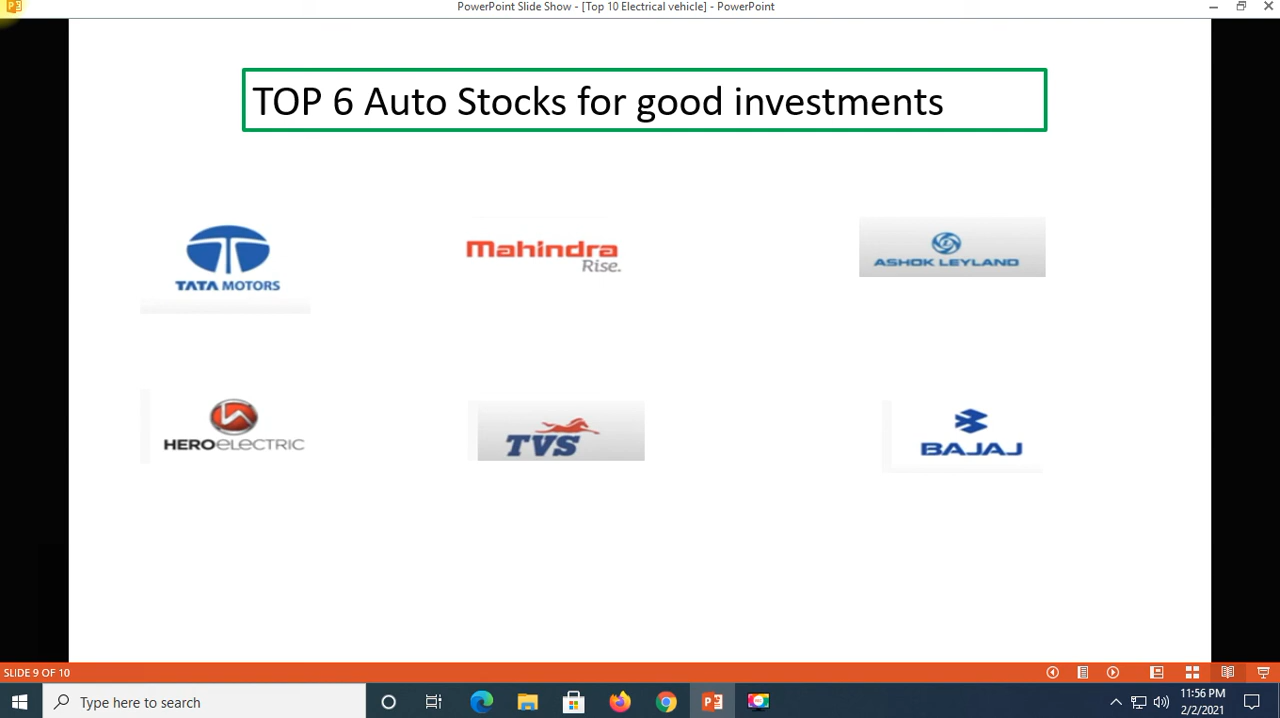 PowerPoint Slide Show - [Top 10 Electrical vehicle] - PowerPoint
TOP 6 Auto Stocks for good investments
TATA MOTORS
Mahindra
Rise.
ASHOK LEYLAND
HEROELECTRIC
TVS
BAJAJ
SLIDE 9 OF 10
Type here to search
11:56 PM
2/2/2021